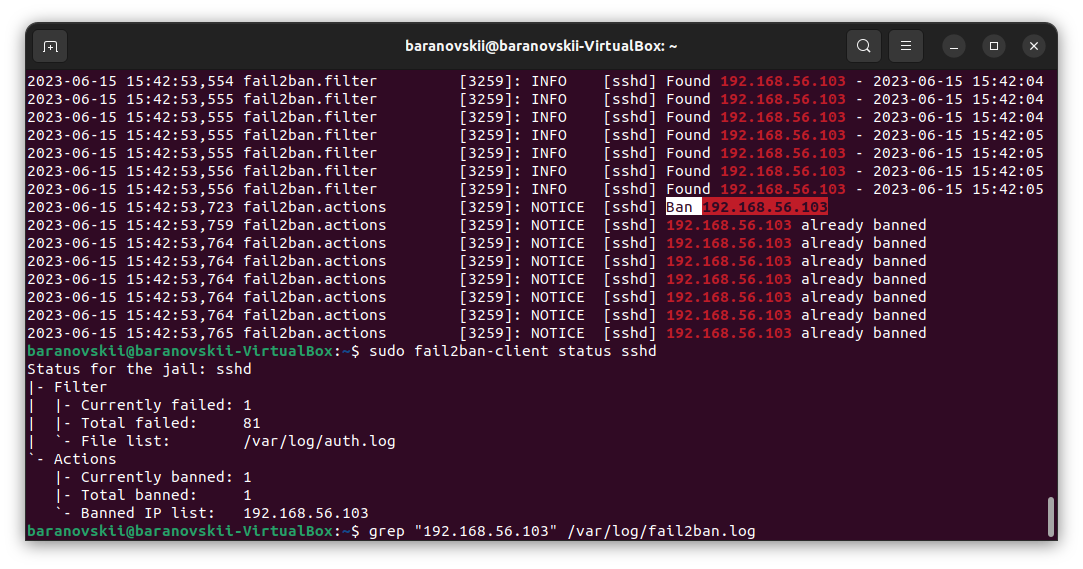 baranovskii@baranovskii-VirtualBox: ~
2023-06-15 15:42:53,554 fail2ban.filter         [3259]: INFO    [sshd] Found 192.168.56.103 - 2023-06-15 15:42:04
2023-06-15 15:42:53,555 fail2ban.filter         [3259]: INFO    [sshd] Found 192.168.56.103 - 2023-06-15 15:42:04
2023-06-15 15:42:53,555 fail2ban.filter         [3259]: INFO    [sshd] Found 192.168.56.103 - 2023-06-15 15:42:04
2023-06-15 15:42:53,555 fail2ban.filter         [3259]: INFO    [sshd] Found 192.168.56.103 - 2023-06-15 15:42:05
2023-06-15 15:42:53,555 fail2ban.filter         [3259]: INFO    [sshd] Found 192.168.56.103 - 2023-06-15 15:42:05
2023-06-15 15:42:53,556 fail2ban.filter         [3259]: INFO    [sshd] Found 192.168.56.103 - 2023-06-15 15:42:05
2023-06-15 15:42:53,556 fail2ban.filter         [3259]: INFO    [sshd] Found 192.168.56.103 - 2023-06-15 15:42:05
2023-06-15 15:42:53,723 fail2ban.actions        [3259]: NOTICE  [sshd] Ban 192.168.56.103
2023-06-15 15:42:53,759 fail2ban.actions        [3259]: NOTICE  [sshd] 192.168.56.103 already banned
2023-06-15 15:42:53,764 fail2ban.actions        [3259]: NOTICE  [sshd] 192.168.56.103 already banned
2023-06-15 15:42:53,764 fail2ban.actions        [3259]: NOTICE  [sshd] 192.168.56.103 already banned
2023-06-15 15:42:53,764 fail2ban.actions        [3259]: NOTICE  [sshd] 192.168.56.103 already banned
2023-06-15 15:42:53,764 fail2ban.actions        [3259]: NOTICE  [sshd] 192.168.56.103 already banned
2023-06-15 15:42:53,764 fail2ban.actions        [3259]: NOTICE  [sshd] 192.168.56.103 already banned
2023-06-15 15:42:53,765 fail2ban.actions        [3259]: NOTICE  [sshd] 192.168.56.103 already banned
baranovskii@baranovskii-VirtualBox:~$ sudo fail2ban-client status sshd
Status for the jail: sshd
|- Filter
|  |- Currently failed: 1
|  |- Total failed:     81
|  `- File list:        /var/log/auth.log
`- Actions
   |- Currently banned: 1
   |- Total banned:     1
   `- Banned IP list:   192.168.56.103
baranovskii@baranovskii-VirtualBox:~$ grep "192.168.56.103" /var/log/fail2ban.log